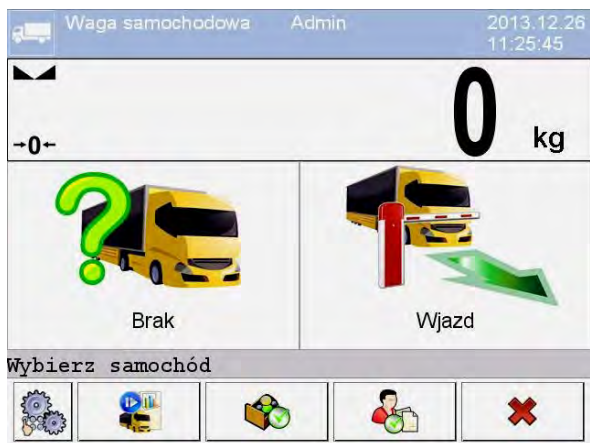 Waga samochodowa Admin 2013.12.26
11:25:45
→0←
0 kg
Brak Wjazd
Wybierz samochód